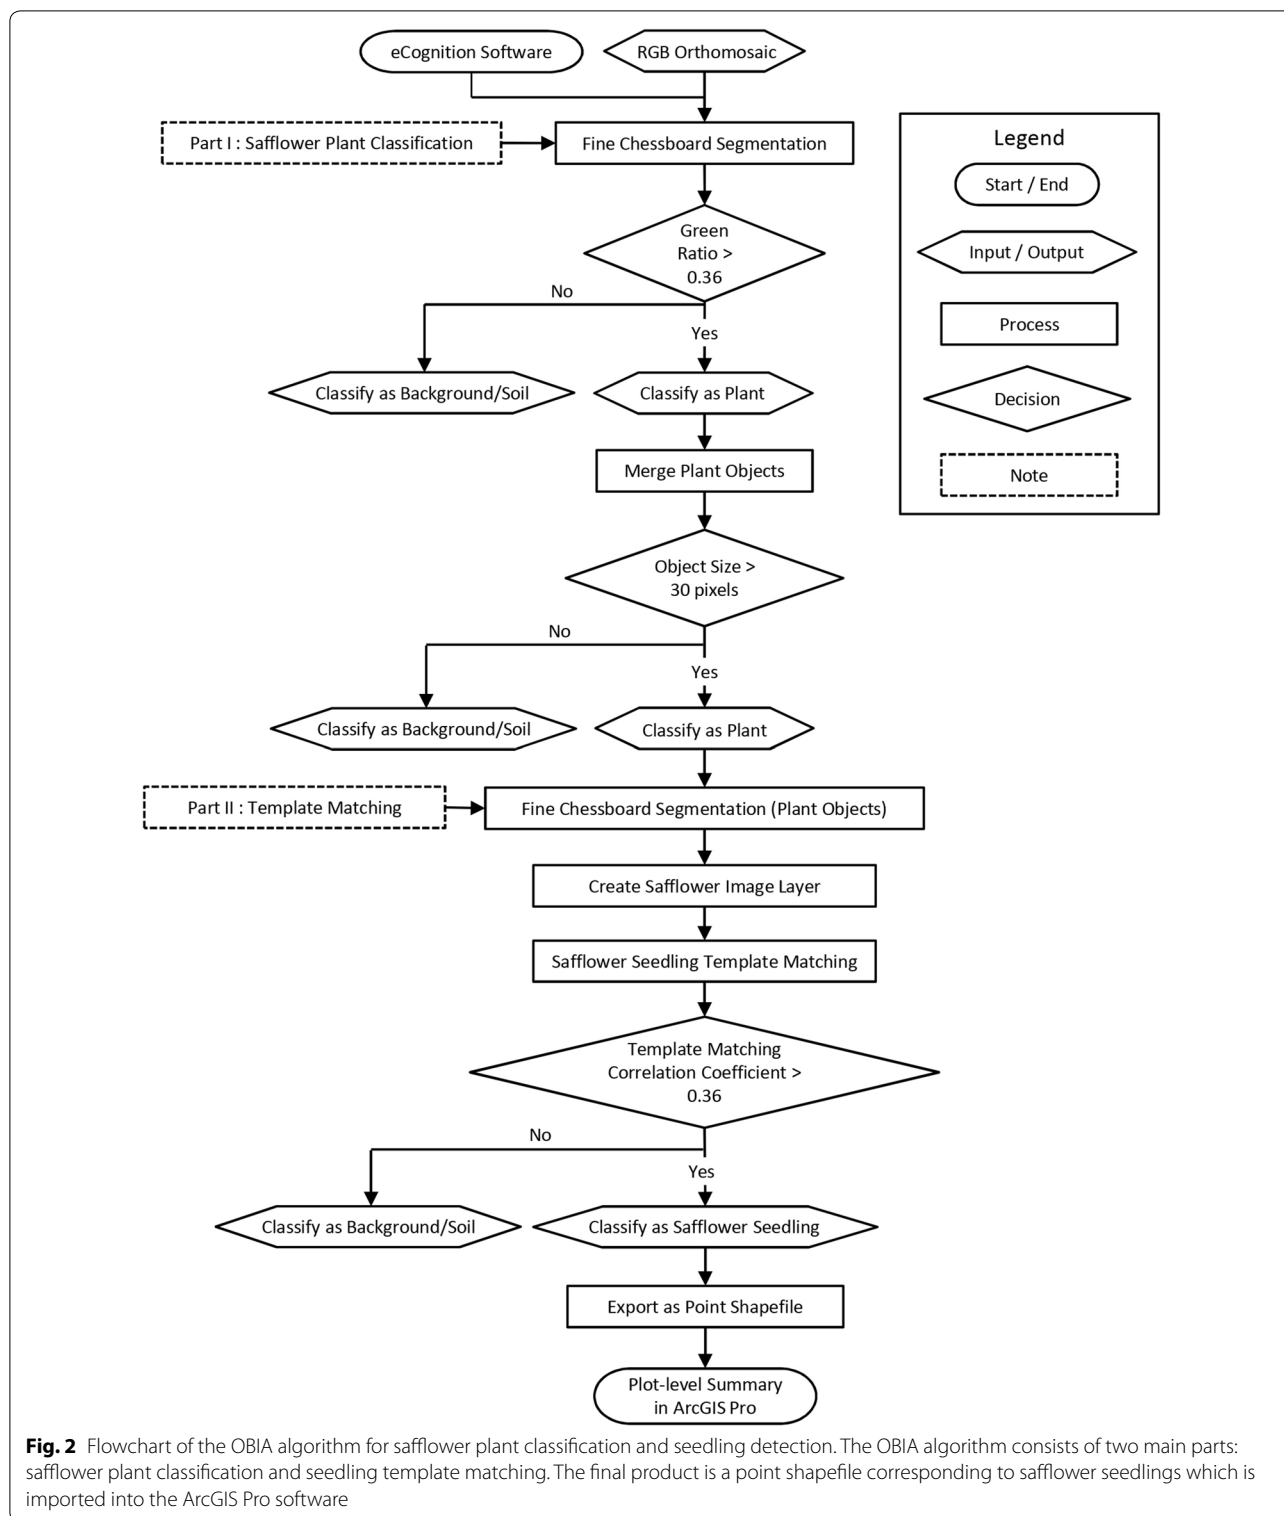 eCognition Software
RGB Orthomosaic
Part I : Safflower Plant Classification
Fine Chessboard Segmentation
Green
Ratio >
0.36
No
Yes
Classify as Background/Soil
Classify as Plant
Merge Plant Objects
Object Size >
30 pixels
No
Yes
Classify as Background/Soil
Classify as Plant
Part II : Template Matching
Fine Chessboard Segmentation (Plant Objects)
Create Safflower Image Layer
Safflower Seedling Template Matching
Template Matching
Correlation Coefficient >
0.36
No
Yes
Classify as Background/Soil
Classify as Safflower Seedling
Export as Point Shapefile
Plot-level Summary
in ArcGIS Pro
Legend
Start / End
Input / Output
Process
Decision
Note
Fig. 2 Flowchart of the OBIA algorithm for safflower plant classification and seedling detection. The OBIA algorithm consists of two main parts:
safflower plant classification and seedling template matching. The final product is a point shapefile corresponding to safflower seedlings which is
imported into the ArcGIS Pro software